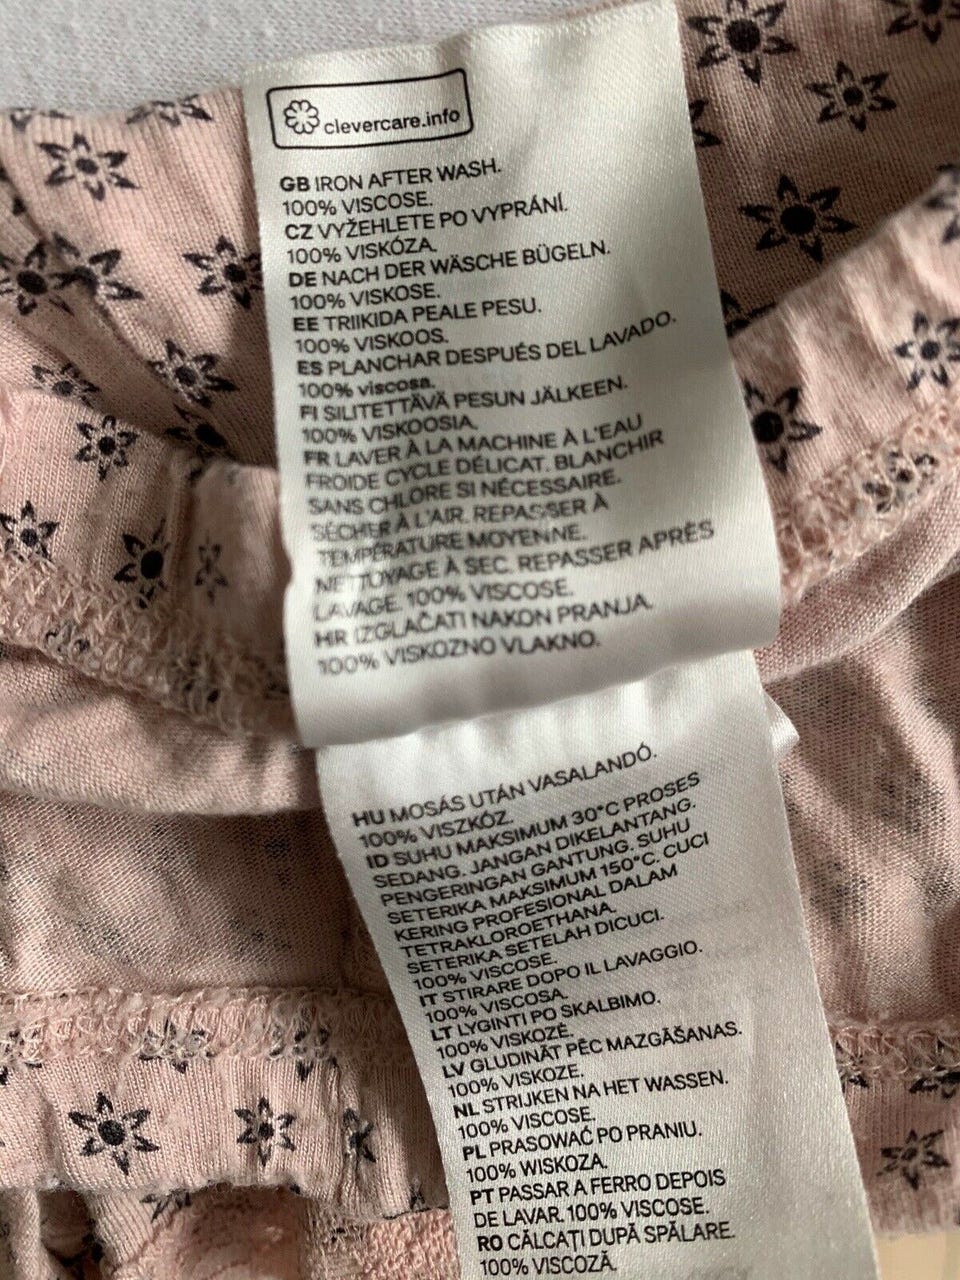 clevercare.info
GB IRON AFTER WASH.
100% VISCOSE.
CZ VYŽEHLETE PO VYPRÁNÍ.
100% VISKÓZA.
DE NACH DER WÄSCHE BÜGELN.
100% VISKOSE.
EE TRIIKIDA PEALE PESU.
100% VISKOOS.
ES PLANCHAR DESPUÉS DEL LAVADO.
100% viscosa.
FI SILITETTÄVÄ PESUN JÄLKEEN.
100% VISKOOSIA.
FR LAVER À LA MACHINE À L'EAU
FROIDE CYCLE DÉLICAT. BLANCHIR
SANS CHLORE SI NÉCESSAIRE.
SÉCHER À L'AIR. REPASSER À
TEMPÉRATURE MOYENNE.
NETTOYAGE À SEC. REPASSER APRÈS
LAVAGE. 100% VISCOSE.
HR IZGLAČATI NAKON PRANJA.
100% VISKOZNO VLAKNO.
HU MOSÁS UTÁN VASALANDÓ.
100% VISZKÓZ.
ID SUHU MAKSIMUM 30°C PROSES
SEDANG. JANGAN DIKELANTANG.
PENGERINGAN GANTUNG. SUHU
SETERIKA MAKSIMUM 150°C. CUCI
KERING PROFESIONAL DALAM
TETRAKLOROETHANA.
SETERIKA SETELAH DICUCI.
100% VISCOSE.
IT STIRARE DOPO IL LAVAGGIO.
100% VISCOSA.
LT LYGINTI PO SKALBIMO.
100% VISKOZĖ.
LV GLUDINĀT PĒC MAZGĀŠANAS.
100% VISKOZE.
NL STRIJKEN NA HET WASSEN.
100% VISCOSE.
PL PRASOWAĆ PO PRANIU.
100% WISKOZA.
PT PASSAR A FERRO DEPOIS
DE LAVAR. 100% VISCOSE.
RO CĂLCAȚI DUPĂ SPĂLARE.
100% VISCOZĂ.